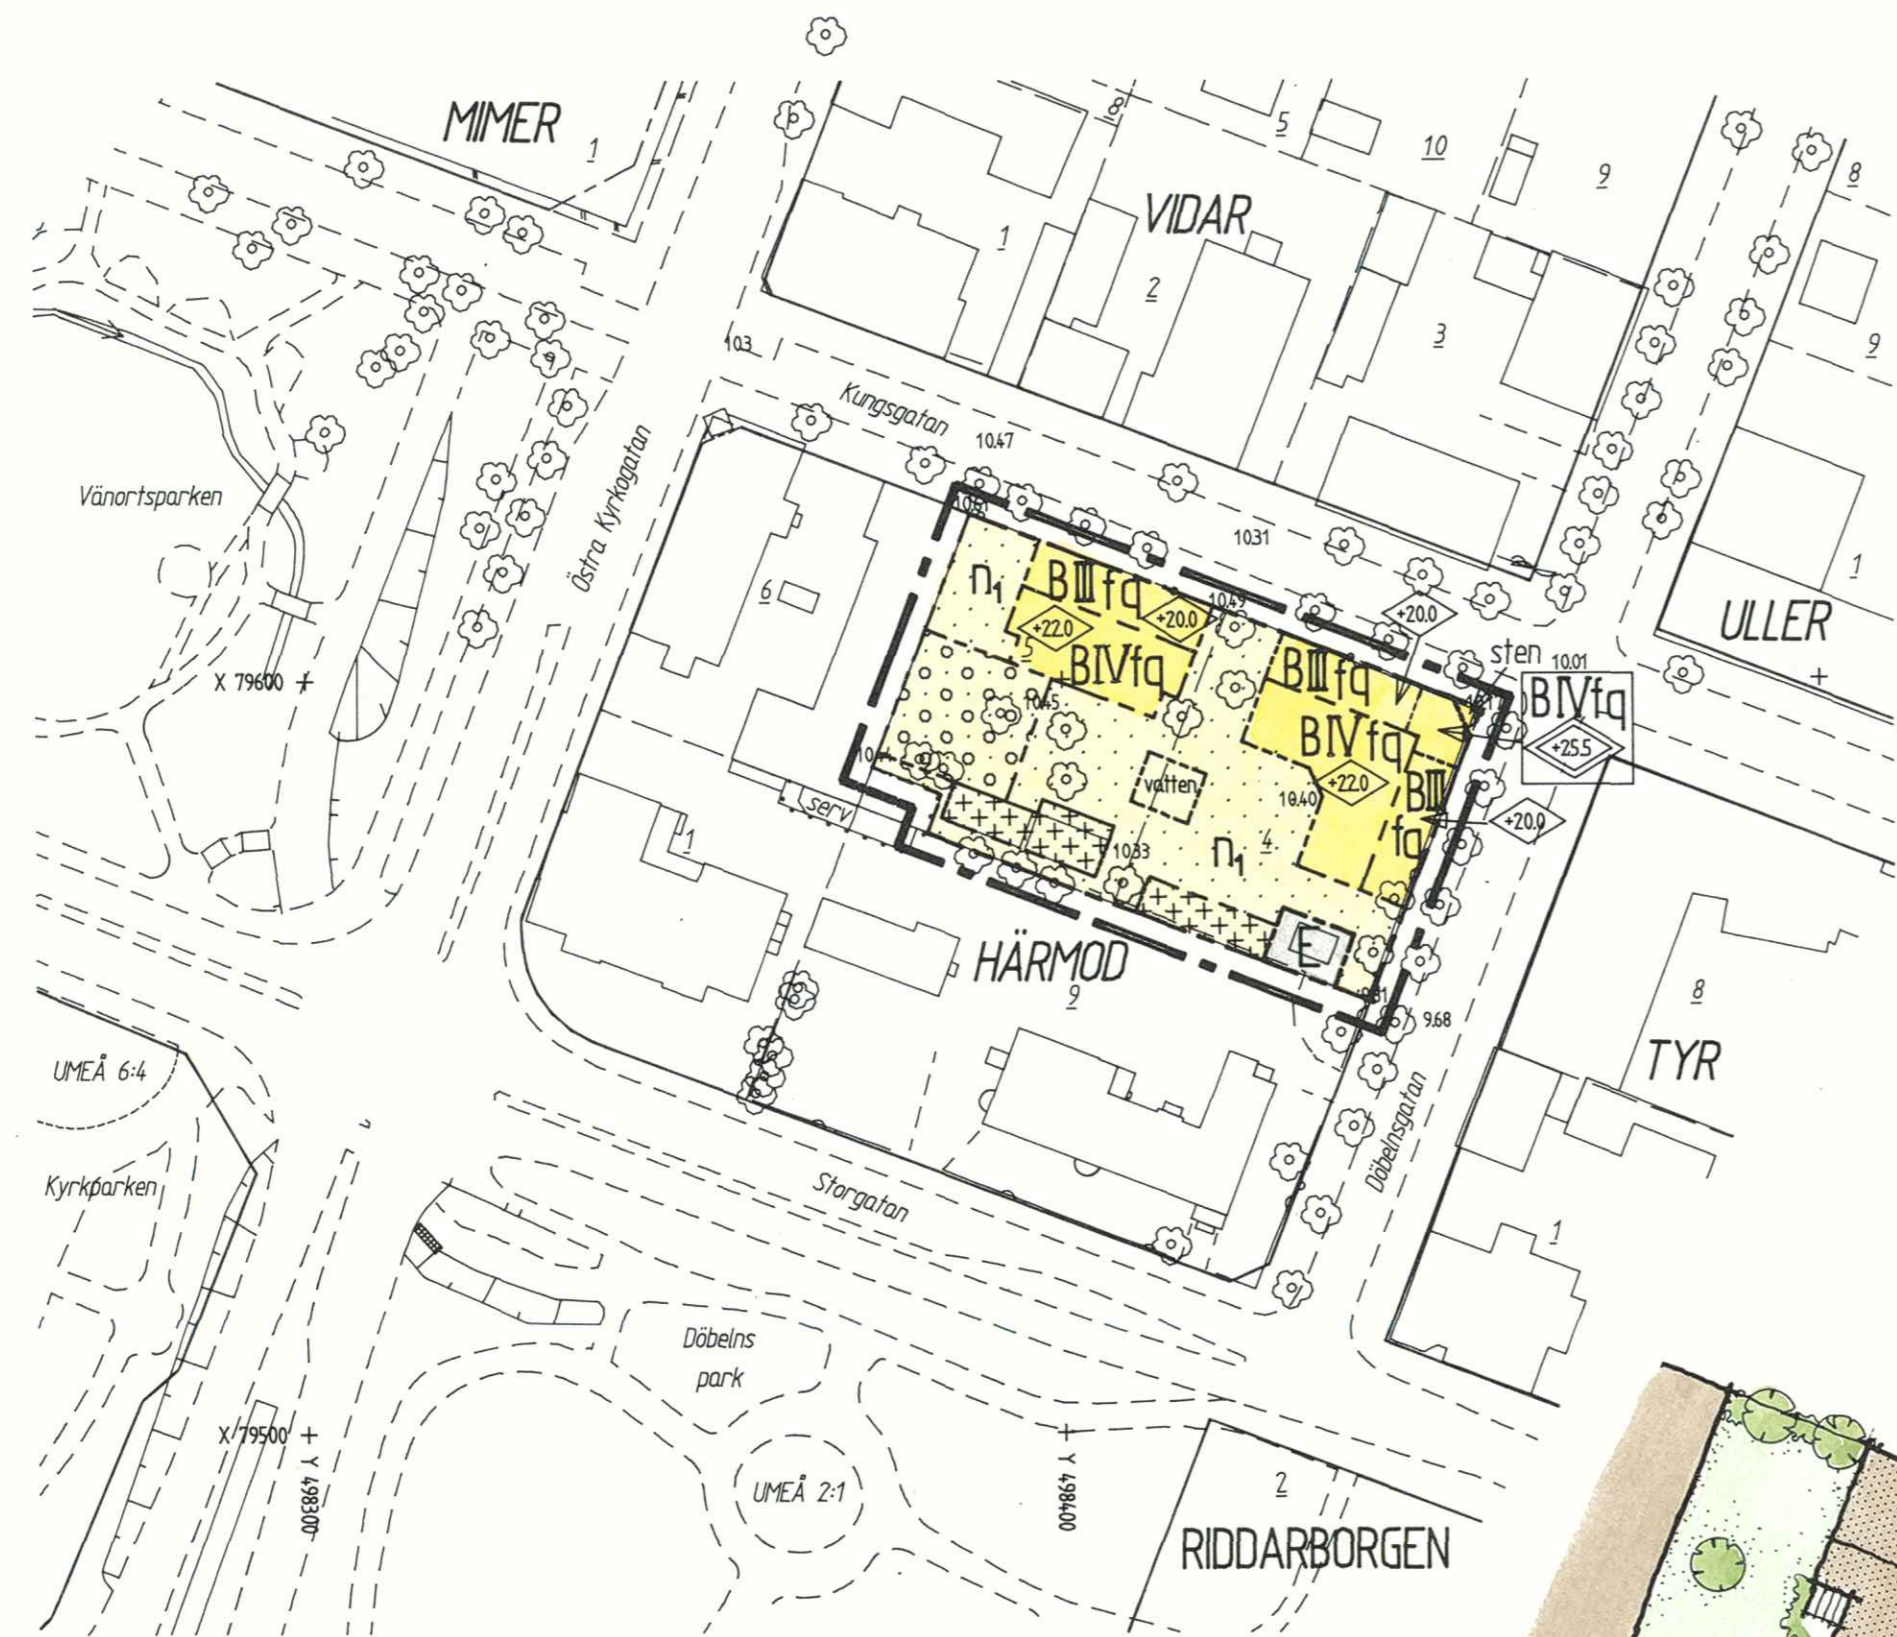 MIMER
1
8
5
10
9
8
VIDAR
1
2
3
9
103
Kungsgatan
10.47
Östra Kyrkogatan
Vänortsparken
10.31
1
6
n1
BIIIfq
+22.0
+20.0
10.49
+20.0
ULLER
5
BIVfq
BIIIfq
sten
10.01
X 79600
10.45
BIVfq
BIVfq
+25.5
+22.0
vatten
10.40
BIII
fq
+20.0
serv
1
10.33
n1
4
E
HÄRMOD
9
9.81
9.68
8
TYR
UMEÅ 6:4
Kyrkparken
Storgatan
Döbelnsgatan
1
Döbelns
park
X 79500
Y 498300
UMEÅ 2:1
Y 498400
2
RIDDARBORGEN